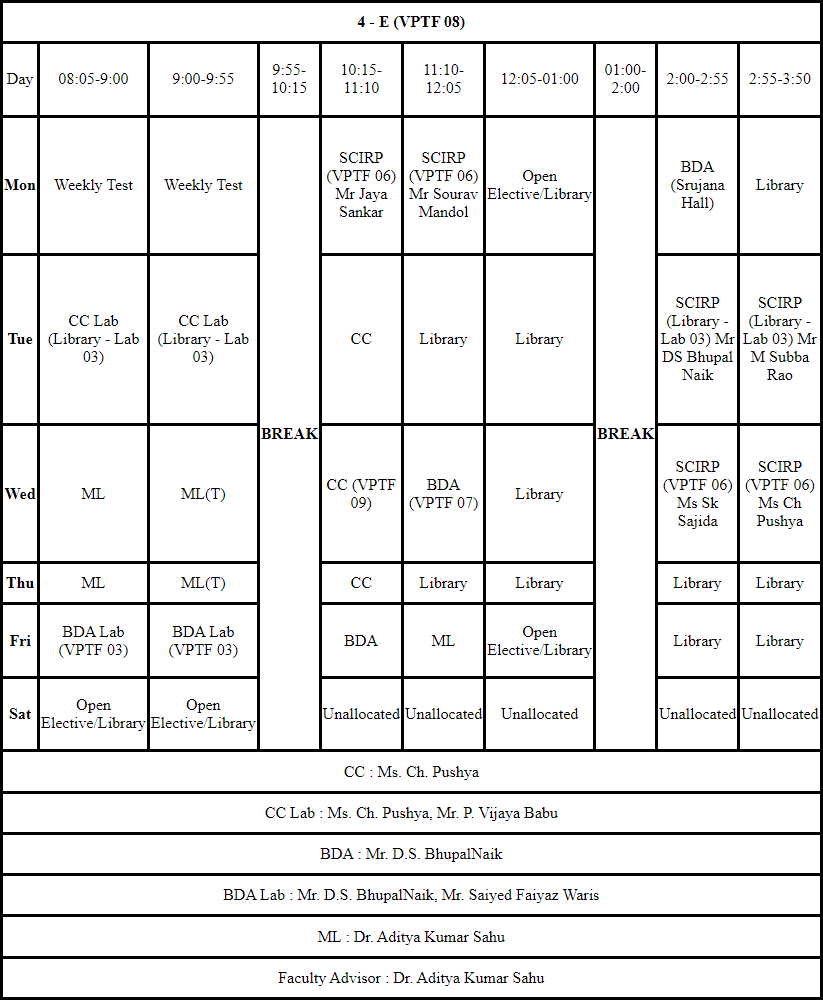 4 - E (VPTF 08)
Day 08:05-9:00 9:00-9:55 9:55-10:15 10:15-11:10 11:10-12:05 12:05-01:00 01:00-2:00 2:00-2:55 2:55-3:50
Mon
Weekly Test
Weekly Test
BREAK
SCIRP
(VPTF 06)
Mr Jaya
Sankar
SCIRP
(VPTF 06)
Mr Sourav
Mandol
Open
Elective/Library
BREAK
BDA
(Srujana
Hall)
Library
Tue
CC Lab
(Library - Lab
03)
CC Lab
(Library - Lab
03)
CC
Library
Library
SCIRP
(Library -
Lab 03) Mr
DS Bhupal
Naik
SCIRP
(Library -
Lab 03) Mr
M Subba
Rao
Wed
ML
ML(T)
CC (VPTF
09)
BDA
(VPTF 07)
Library
SCIRP
(VPTF 06)
Ms Sk
Sajida
SCIRP
(VPTF 06)
Ms Ch
Pushya
Thu
ML
ML(T)
CC
Library
Library
Library
Library
Fri
BDA Lab
(VPTF 03)
BDA Lab
(VPTF 03)
BDA
ML
Open
Elective/Library
Library
Library
Sat
Open
Elective/Library
Open
Elective/Library
Unallocated
Unallocated
Unallocated
Unallocated
Unallocated
CC : Ms. Ch. Pushya
CC Lab : Ms. Ch. Pushya, Mr. P. Vijaya Babu
BDA : Mr. D.S. BhupalNaik
BDA Lab : Mr. D.S. BhupalNaik, Mr. Saiyed Faiyaz Waris
ML : Dr. Aditya Kumar Sahu
Faculty Advisor : Dr. Aditya Kumar Sahu